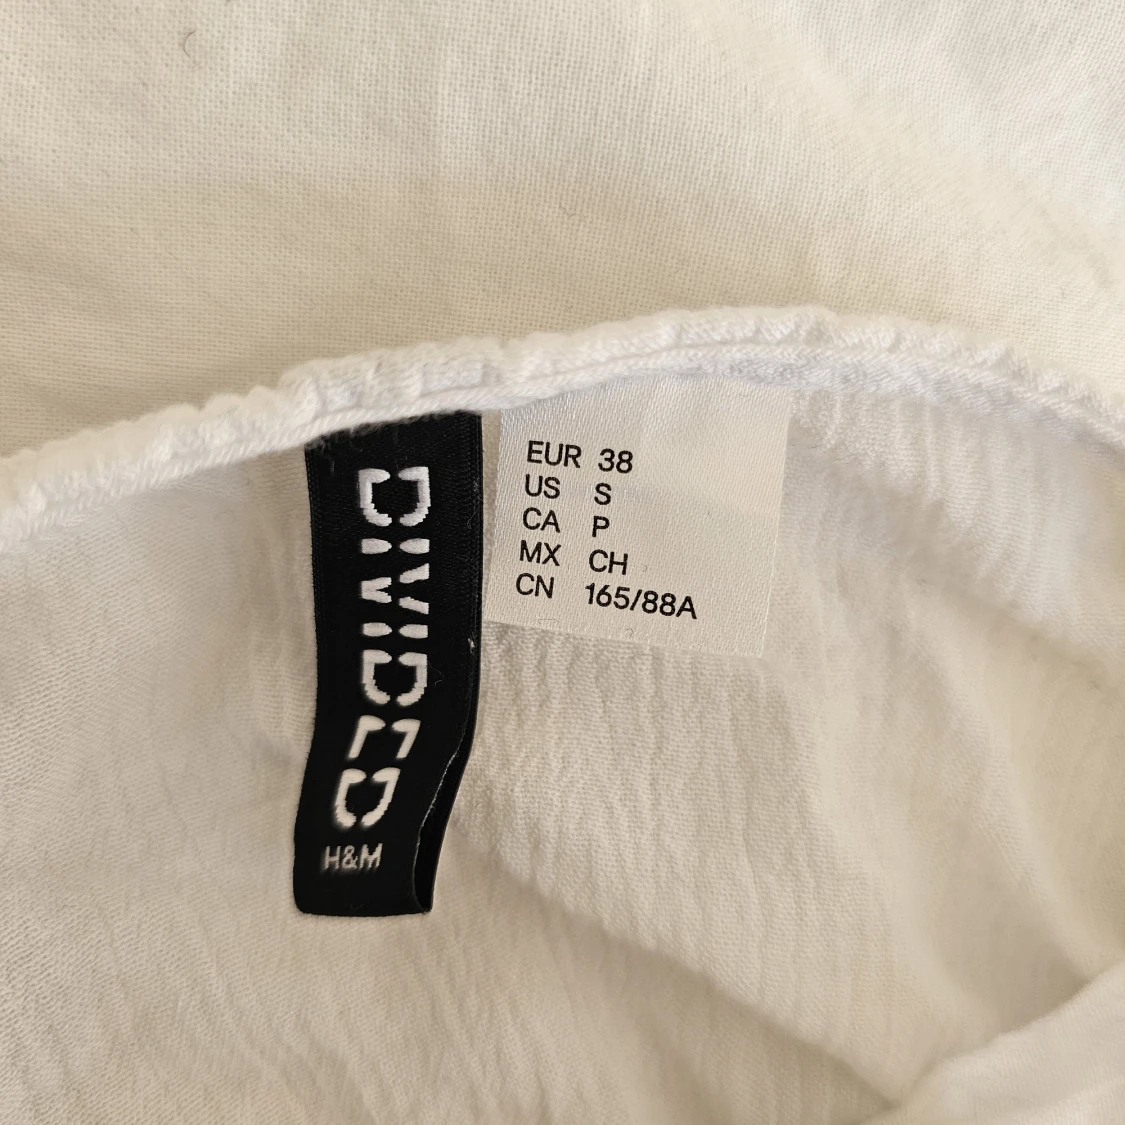 DIVIDED
H&M
EUR 38
US S
CA P
MX CH
CN 165/88A